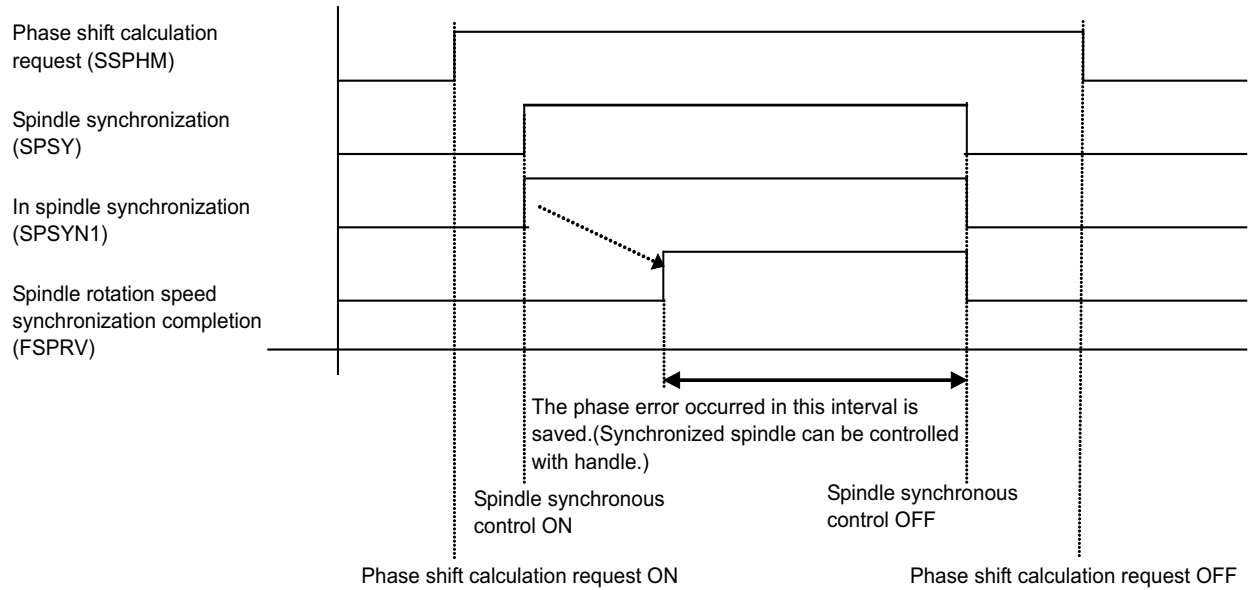 Phase shift calculation
request (SSPHM)
Spindle synchronization
(SPSY)
In spindle synchronization
(SPSYN1)
Spindle rotation speed
synchronization completion
(FSPRV)
The phase error occurred in this interval is
saved.(Synchronized spindle can be controlled
with handle.)
Spindle synchronous
control ON
Spindle synchronous
control OFF
Phase shift calculation request ON
Phase shift calculation request OFF